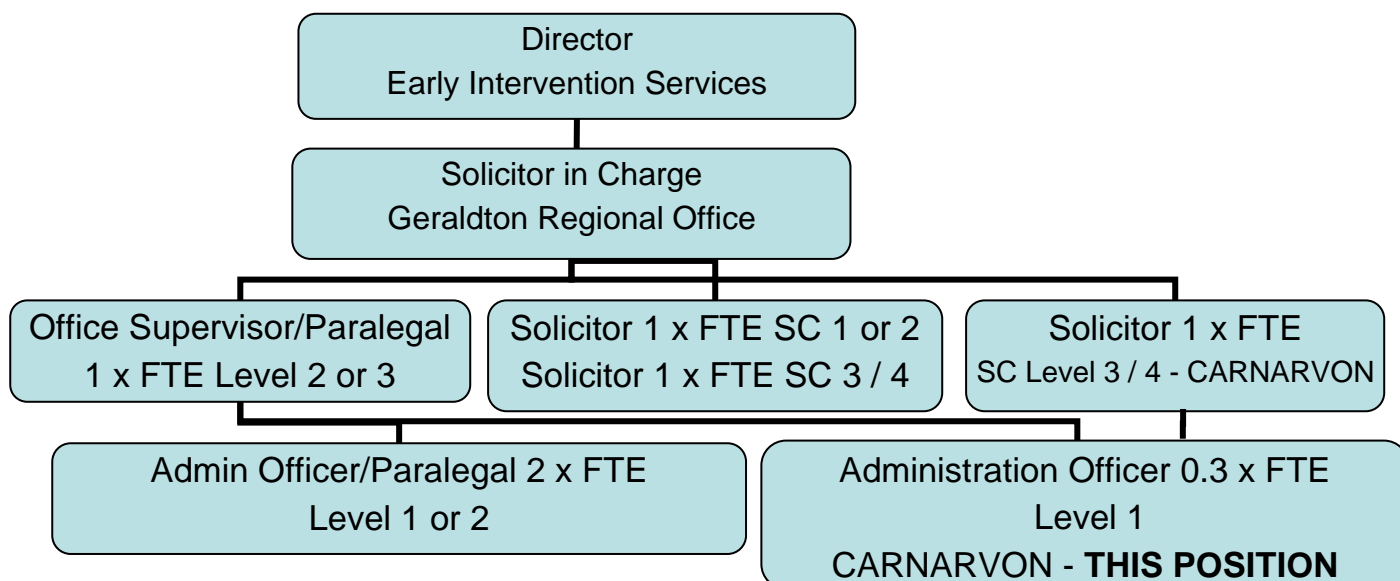 Director
Early Intervention Services
Solicitor in Charge
Geraldton Regional Office
Office Supervisor/Paralegal
1 x FTE Level 2 or 3
Solicitor 1 x FTE SC 1 or 2
Solicitor 1 x FTE SC 3 / 4
Solicitor 1 x FTE
SC Level 3 / 4 - CARNARVON
Admin Officer/Paralegal 2 x FTE
Level 1 or 2
Administration Officer 0.3 x FTE
Level 1
CARNARVON - THIS POSITION